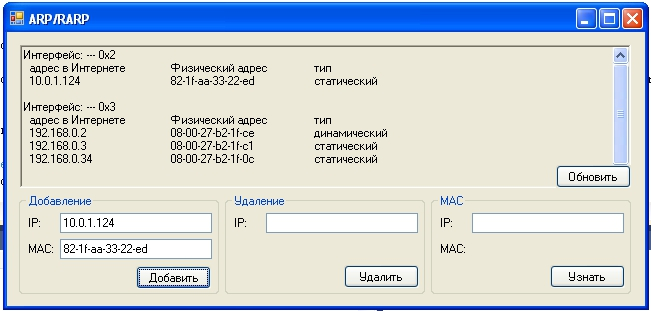 ARP/RARP
Интерфейс: --- 0x2
адрес в Интернете Физический адрес тип
10.0.1.124 82-1f-aa-33-22-ed статический
Интерфейс: --- 0x3
адрес в Интернете Физический адрес тип
192.168.0.2 08-00-27-b2-1f-ce динамический
192.168.0.3 08-00-27-b2-1f-c1 статический
192.168.0.34 08-00-27-b2-1f-0c статический
Обновить
Добавление
IP: 10.0.1.124
MAC: 82-1f-aa-33-22-ed
Добавить
Удаление
IP:
Удалить
MAC
IP:
MAC:
Узнать